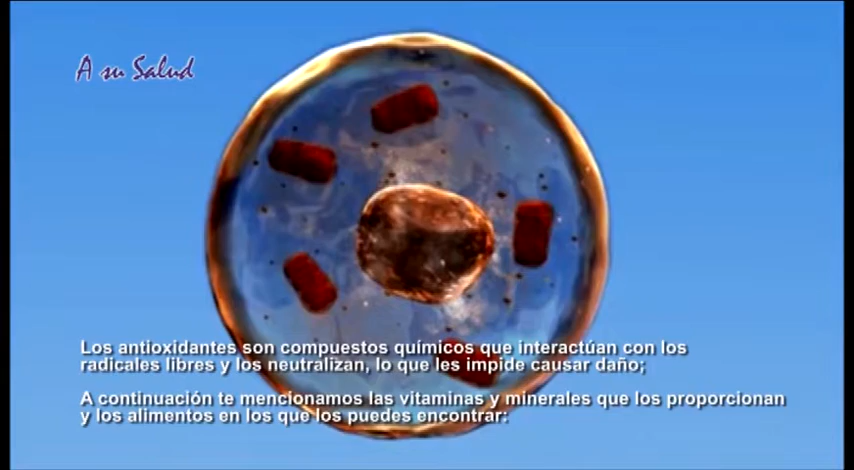 A su Salud
Los antioxidantes son compuestos químicos que interactúan con los
radicales libres y los neutralizan, lo que les impide causar daño;
A continuación te mencionamos las vitaminas y minerales que los proporcionan
y los alimentos en los que los puedes encontrar: